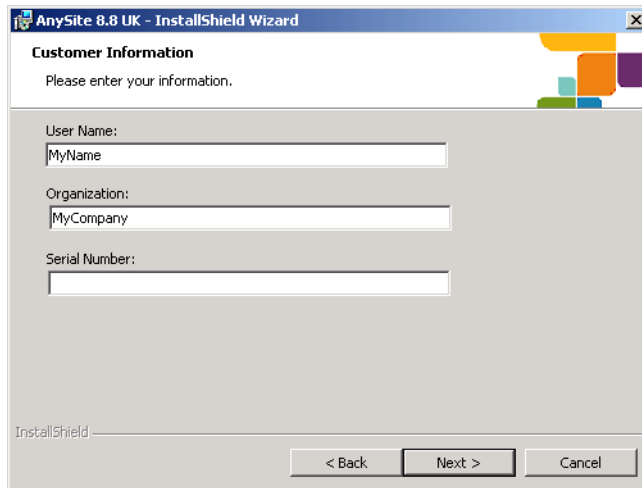 AnySite 8.8 UK - InstallShield Wizard
Customer Information
Please enter your information.
User Name:
MyName
Organization:
MyCompany
Serial Number:
InstallShield
< Back Next > Cancel